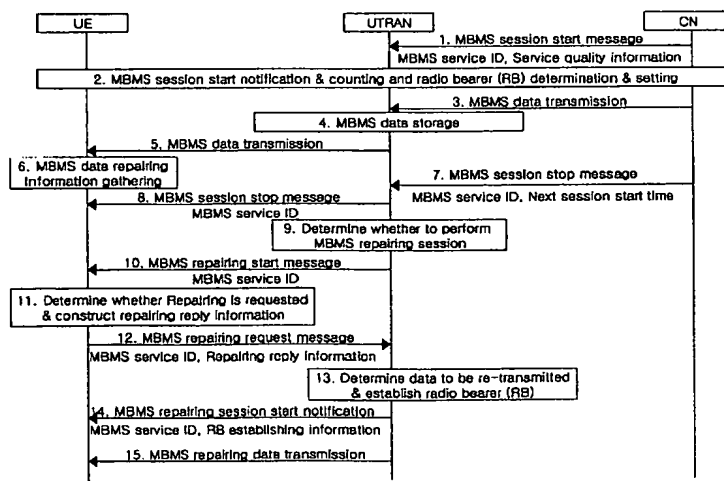 UE UTRAN CN
1. MBMS session start message
MBMS service ID, Service quality information
2. MBMS session start notification & counting and radio bearer (RB) determination & setting
3. MBMS data transmission
4. MBMS data storage
5. MBMS data transmission
6. MBMS data repairing
Information gathering
7. MBMS session stop message
MBMS service ID, Next session start time
8. MBMS session stop message
MBMS service ID
9. Determine whether to perform
MBMS repairing session
10. MBMS repairing start message
MBMS service ID
11. Determine whether Repairing is requested
& construct repairing reply information
12. MBMS repairing request message
MBMS service ID, Repairing reply information
13. Determine data to be re-transmitted
& establish radio bearer (RB)
14. MBMS repairing session start notification
MBMS service ID, RB establishing information
15. MBMS repairing data transmission